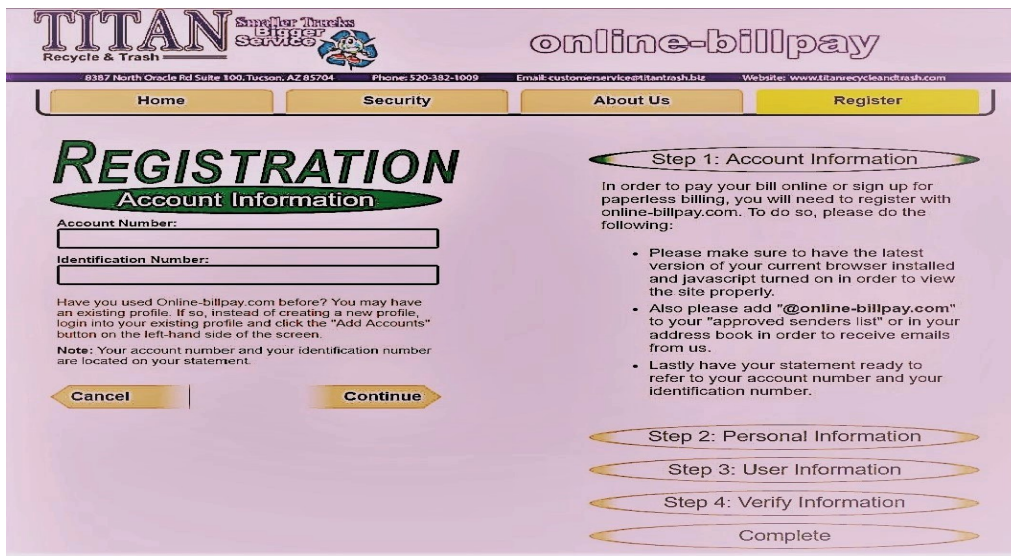 TITAN
Recycle & Trash
Smaller Trucks
Bigger
Service
online-billpay
8387 North Oracle Rd Suite 100, Tucson, AZ 85704 Phone: 520-382-1009 Email: customerservice@titantrash.biz Website: www.titanrecycleandtrash.com
Home Security About Us Register
REGISTRATION
Account Information
Account Number:
Identification Number:
Have you used Online-billpay.com before? You may have
an existing profile. If so, instead of creating a new profile,
login into your existing profile and click the "Add Accounts"
button on the left-hand side of the screen.
Note: Your account number and your identification number
are located on your statement.
Cancel Continue
Step 1: Account Information
In order to pay your bill online or sign up for
paperless billing, you will need to register with
online-billpay.com. To do so, please do the
following:
• Please make sure to have the latest
version of your current browser installed
and javascript turned on in order to view
the site properly.
• Also please add "@online-billpay.com"
to your "approved senders list" or in your
address book in order to receive emails
from us.
• Lastly have your statement ready to
refer to your account number and your
identification number.
Step 2: Personal Information
Step 3: User Information
Step 4: Verify Information
Complete